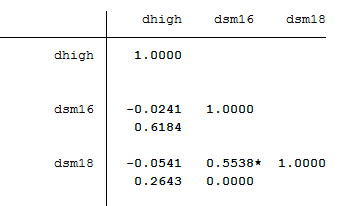 dhigh dsm16 dsm18
dhigh 1.0000
dsm16 -0.0241 1.0000
0.6184
dsm18 -0.0541 0.5538* 1.0000
0.2643 0.0000